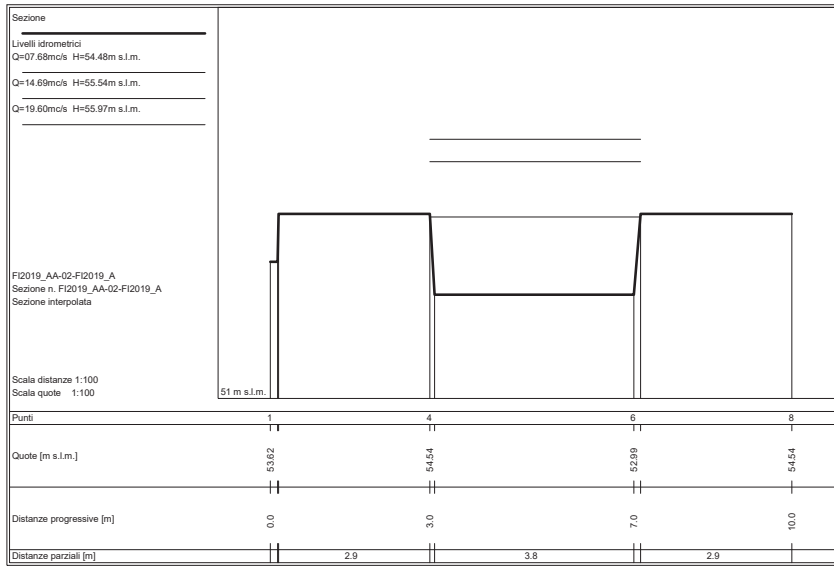 Sezione
Livelli idrometrici
Q=07.68mc/s H=54.48m s.l.m.
Q=14.69mc/s H=55.54m s.l.m.
Q=19.60mc/s H=55.97m s.l.m.
FI2019_AA-02-FI2019_A
Sezione n. FI2019_AA-02-FI2019_A
Sezione interpolata
Scala distanze 1:100
Scala quote 1:100
51 m s.l.m.
Punti 1 4 6 8
Quote [m s.l.m.] 53.62 54.54 52.99 54.54
Distanze progressive [m] 0.0 3.0 7.0 10.0
Distanze parziali [m] 2.9 3.8 2.9